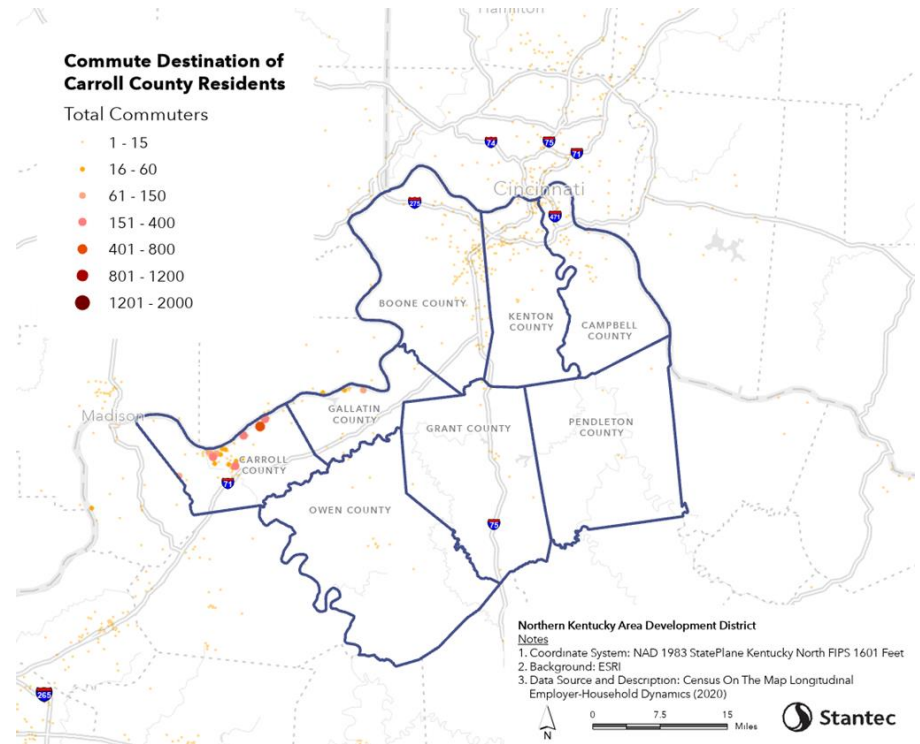 Hamilton
Commute Destination of
Carroll County Residents
Total Commuters
1 - 15
16 - 60
61 - 150
151 - 400
401 - 800
801 - 1200
1201 - 2000
74
75
71
Cincinnati
275
471
BOONE COUNTY
KENTON
COUNTY
CAMPBELL
COUNTY
Madison
GALLATIN
COUNTY
GRANT COUNTY
PENDLETON
COUNTY
CARROLL
COUNTY
71
OWEN COUNTY
75
265
Northern Kentucky Area Development District
Notes
1. Coordinate System: NAD 1983 StatePlane Kentucky North FIPS 1601 Feet
2. Background: ESRI
3. Data Source and Description: Census On The Map Longitudinal
Employer-Household Dynamics (2020)
N
0 7.5 15
Miles
Stantec